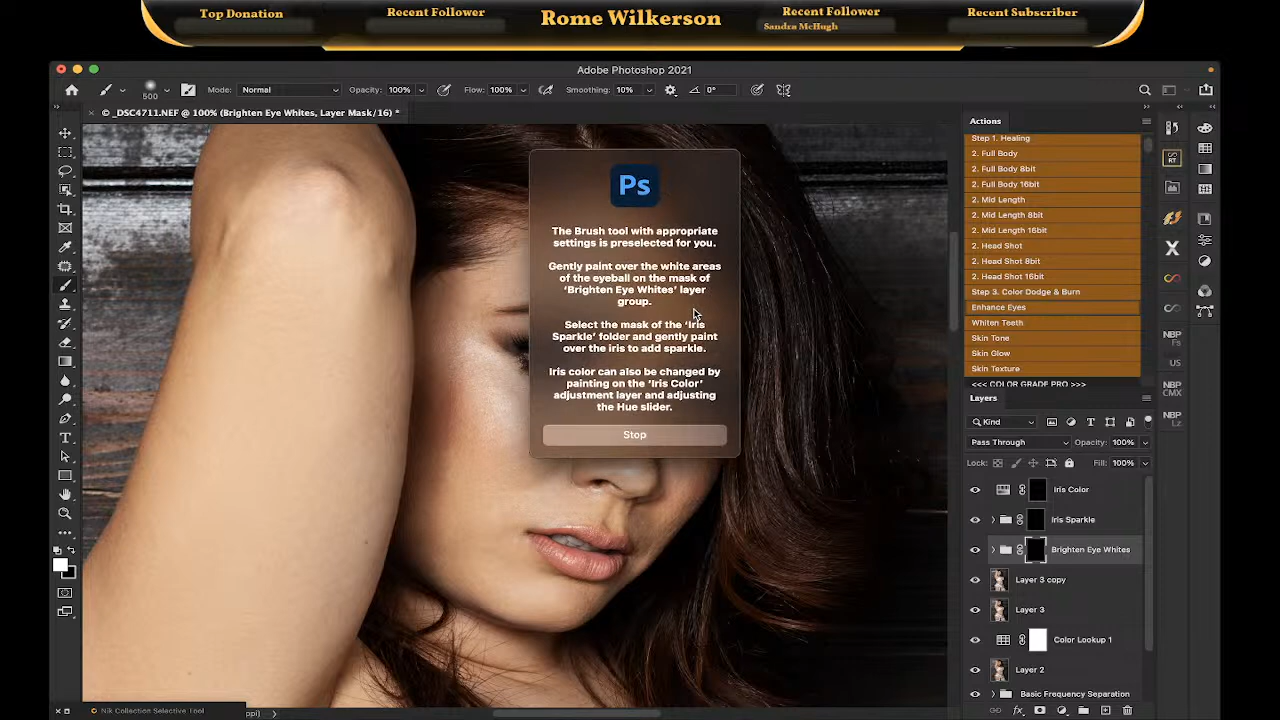 Top Donation
Recent Follower
Rome Wilkerson
Recent Follower
Sandra McHugh
Recent Subscriber
Adobe Photoshop 2021
500
Mode: Normal
Opacity: 100%
Flow: 100%
Smoothing: 10%
0°
© _DSC4711.NEF @ 100% (Brighten Eye Whites, Layer Mask/16) *
Ps
The Brush tool with appropriate
settings is preselected for you.
Gently paint over the white areas
of the eyeball on the mask of
'Brighten Eye Whites' layer
group.
Select the mask of the 'Iris
Sparkle' folder and gently paint
over the iris to add sparkle.
Iris color can also be changed by
painting on the 'Iris Color'
adjustment layer and adjusting
the Hue slider.
Stop
Actions
Step 1. Healing
2. Full Body
2. Full Body 8bit
2. Full Body 16bit
2. Mid Length
2. Mid Length 8bit
2. Mid Length 16bit
2. Head Shot
2. Head Shot 8bit
2. Head Shot 16bit
Step 3. Color Dodge & Burn
Enhance Eyes
Whiten Teeth
Skin Tone
Skin Glow
Skin Texture
<<< COLOR GRADE PRO >>>
RT
NBP
US
NBP
CMX
NBP
Lz
Layers
Kind
Pass Through
Opacity: 100%
Lock:
Fill: 100%
Iris Color
Iris Sparkle
Brighten Eye Whites
Layer 3 copy
Layer 3
Color Lookup 1
Layer 2
Basic Frequency Separation
Nik Collection Selective Tool
ppi)